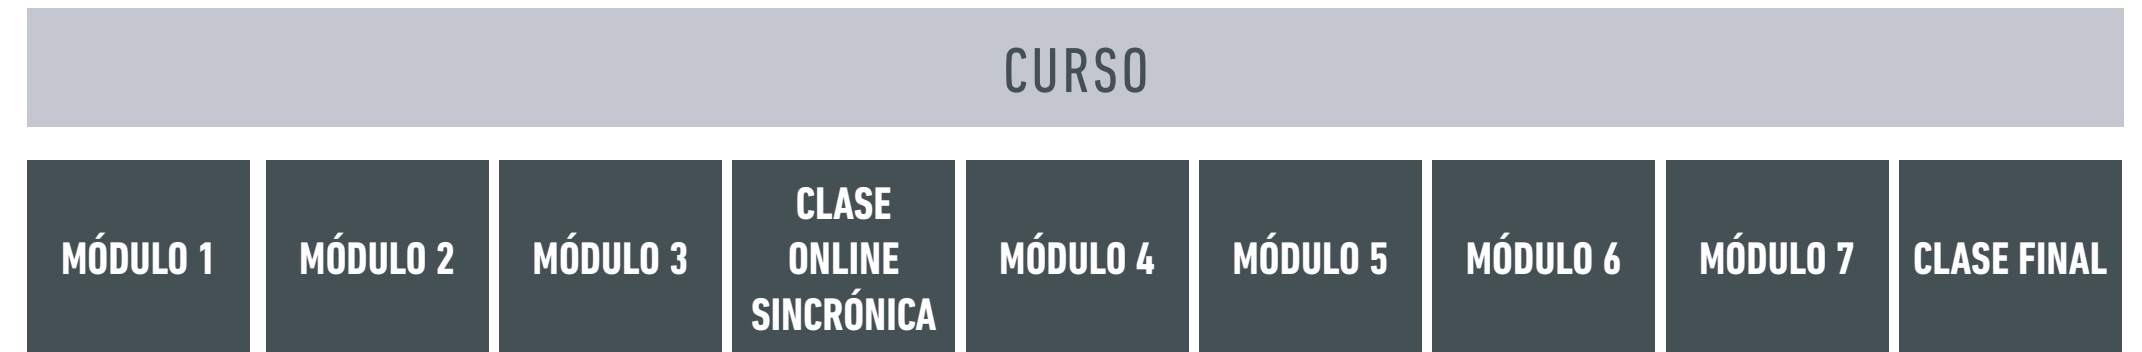 CURSO
MÓDULO 1
MÓDULO 2
MÓDULO 3
CLASE
ONLINE
SINCRÓNICA
MÓDULO 4
MÓDULO 5
MÓDULO 6
MÓDULO 7
CLASE FINAL